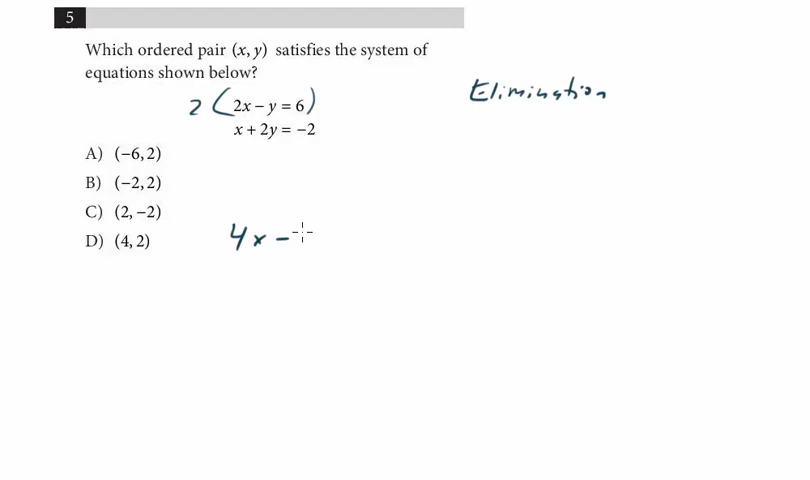 5
Which ordered pair (x, y) satisfies the system of
equations shown below?
Elimination
2 (2x − y = 6)
x + 2y = −2
A) (−6, 2)
B) (−2, 2)
C) (2, −2)
D) (4, 2)
4x −